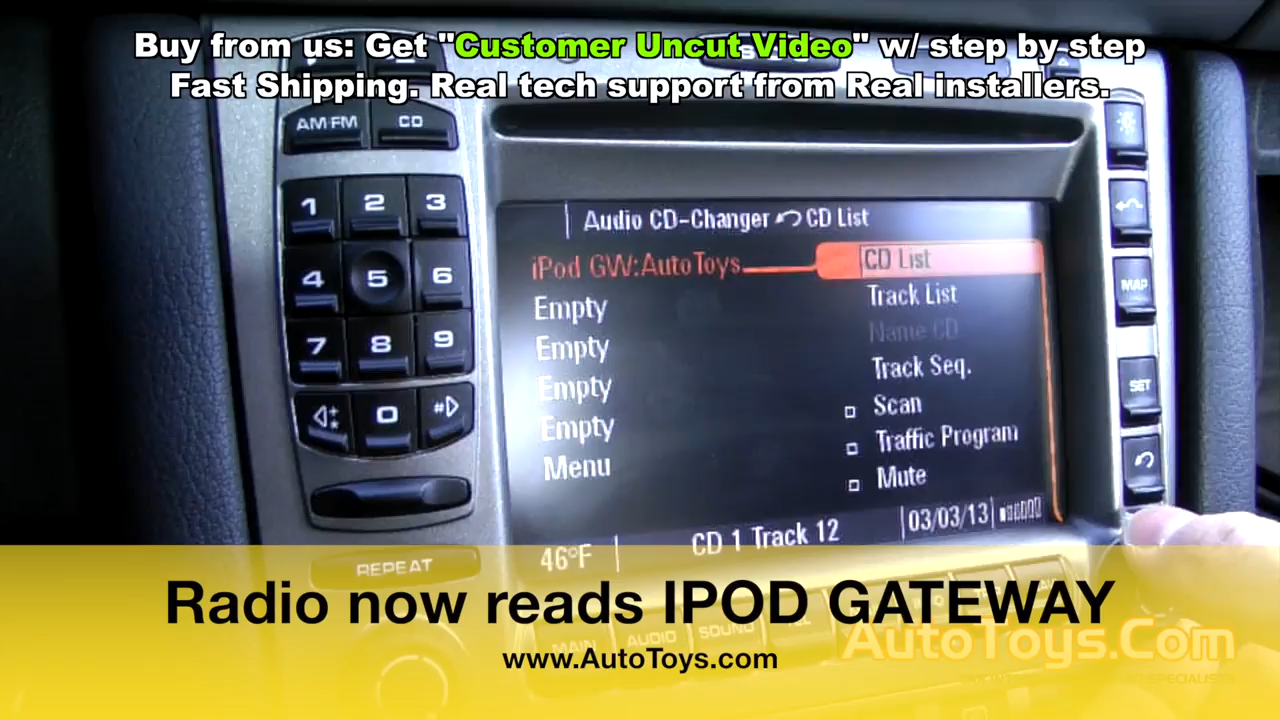 Buy from us: Get "Customer Uncut Video" w/ step by step
Fast Shipping. Real tech support from Real installers.
AM·FM CD
1 2 3
4 5 6
7 8 9
0 #
Audio CD-Changer CD List
iPod GW:AutoToys CD List
Empty Track List
Empty Name CD
Empty Track Seq.
Empty Scan
Menu Traffic Program
Mute
46°F CD 1 Track 12 03/03/13
MAP
SET
REPEAT
Radio now reads IPOD GATEWAY
MAIN AUDIO SOUND
AutoToys.Com
www.AutoToys.com
SPECIALISTS